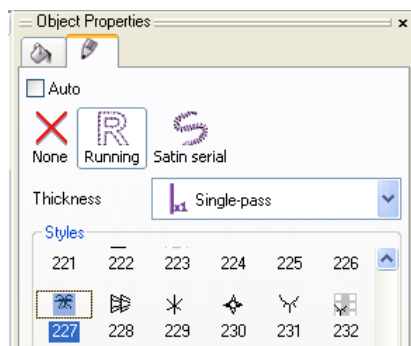 Object Properties x
Auto
None Running Satin serial
Thickness x1 Single-pass
Styles
221 222 223 224 225 226
227 228 229 230 231 232